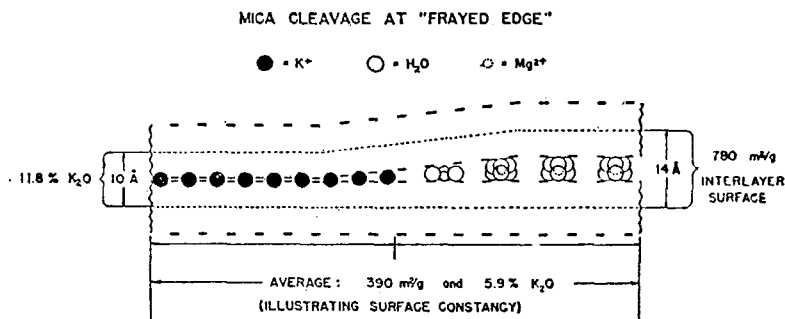 MICA CLEAVAGE AT "FRAYED EDGE"
● = K+ ○ = H₂O = Mg²⁺
11.8 % K₂O
10 Å
14 Å
780 m²/g
INTERLAYER
SURFACE
AVERAGE : 390 m²/g and 5.9 % K₂O
(ILLUSTRATING SURFACE CONSTANCY)